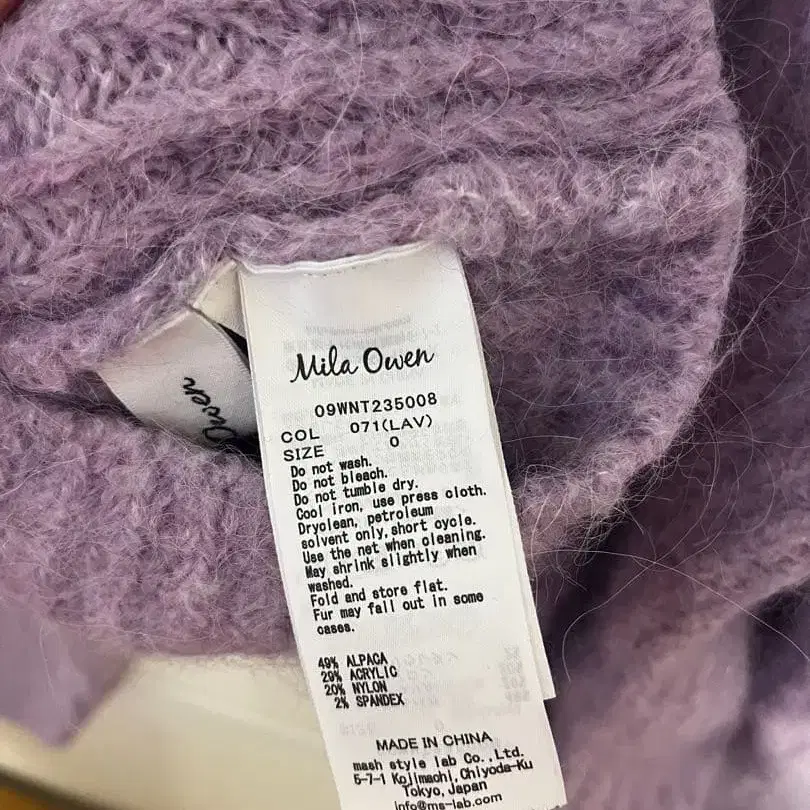 Owen
Mila Owen
09WNT235008
COL 071(LAV)
SIZE 0
Do not wash.
Do not bleach.
Do not tumble dry.
Cool iron, use press cloth.
Dryclean, petroleum
solvent only,short cycle.
Use the net when cleaning.
May shrink slightly when
washed.
Fold and store flat.
Fur may fall out in some
cases.
49% ALPACA
29% ACRYLIC
20% NYLON
2% SPANDEX
MADE IN CHINA
mash style lab Co.,Ltd.
5-7-1 Kojimachi,Chiyoda-Ku
Tokyo, Japan
info@ms-lab.com